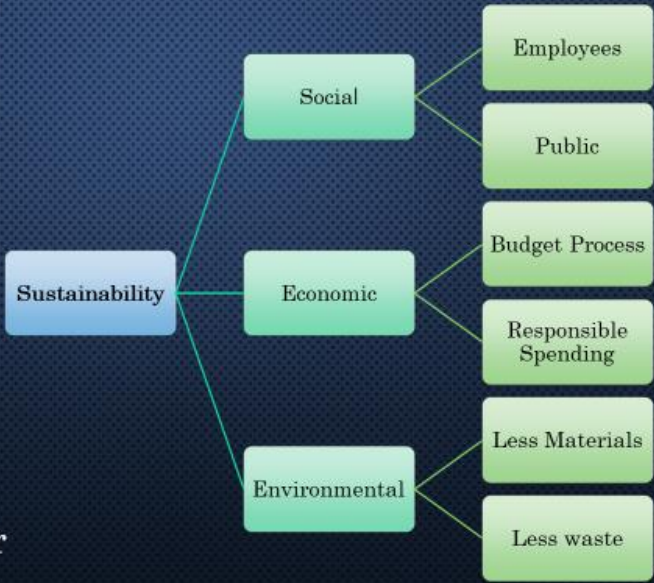 Employees
Social
Public
Budget Process
Sustainability
Economic
Responsible
Spending
Less Materials
Environmental
Less waste
r